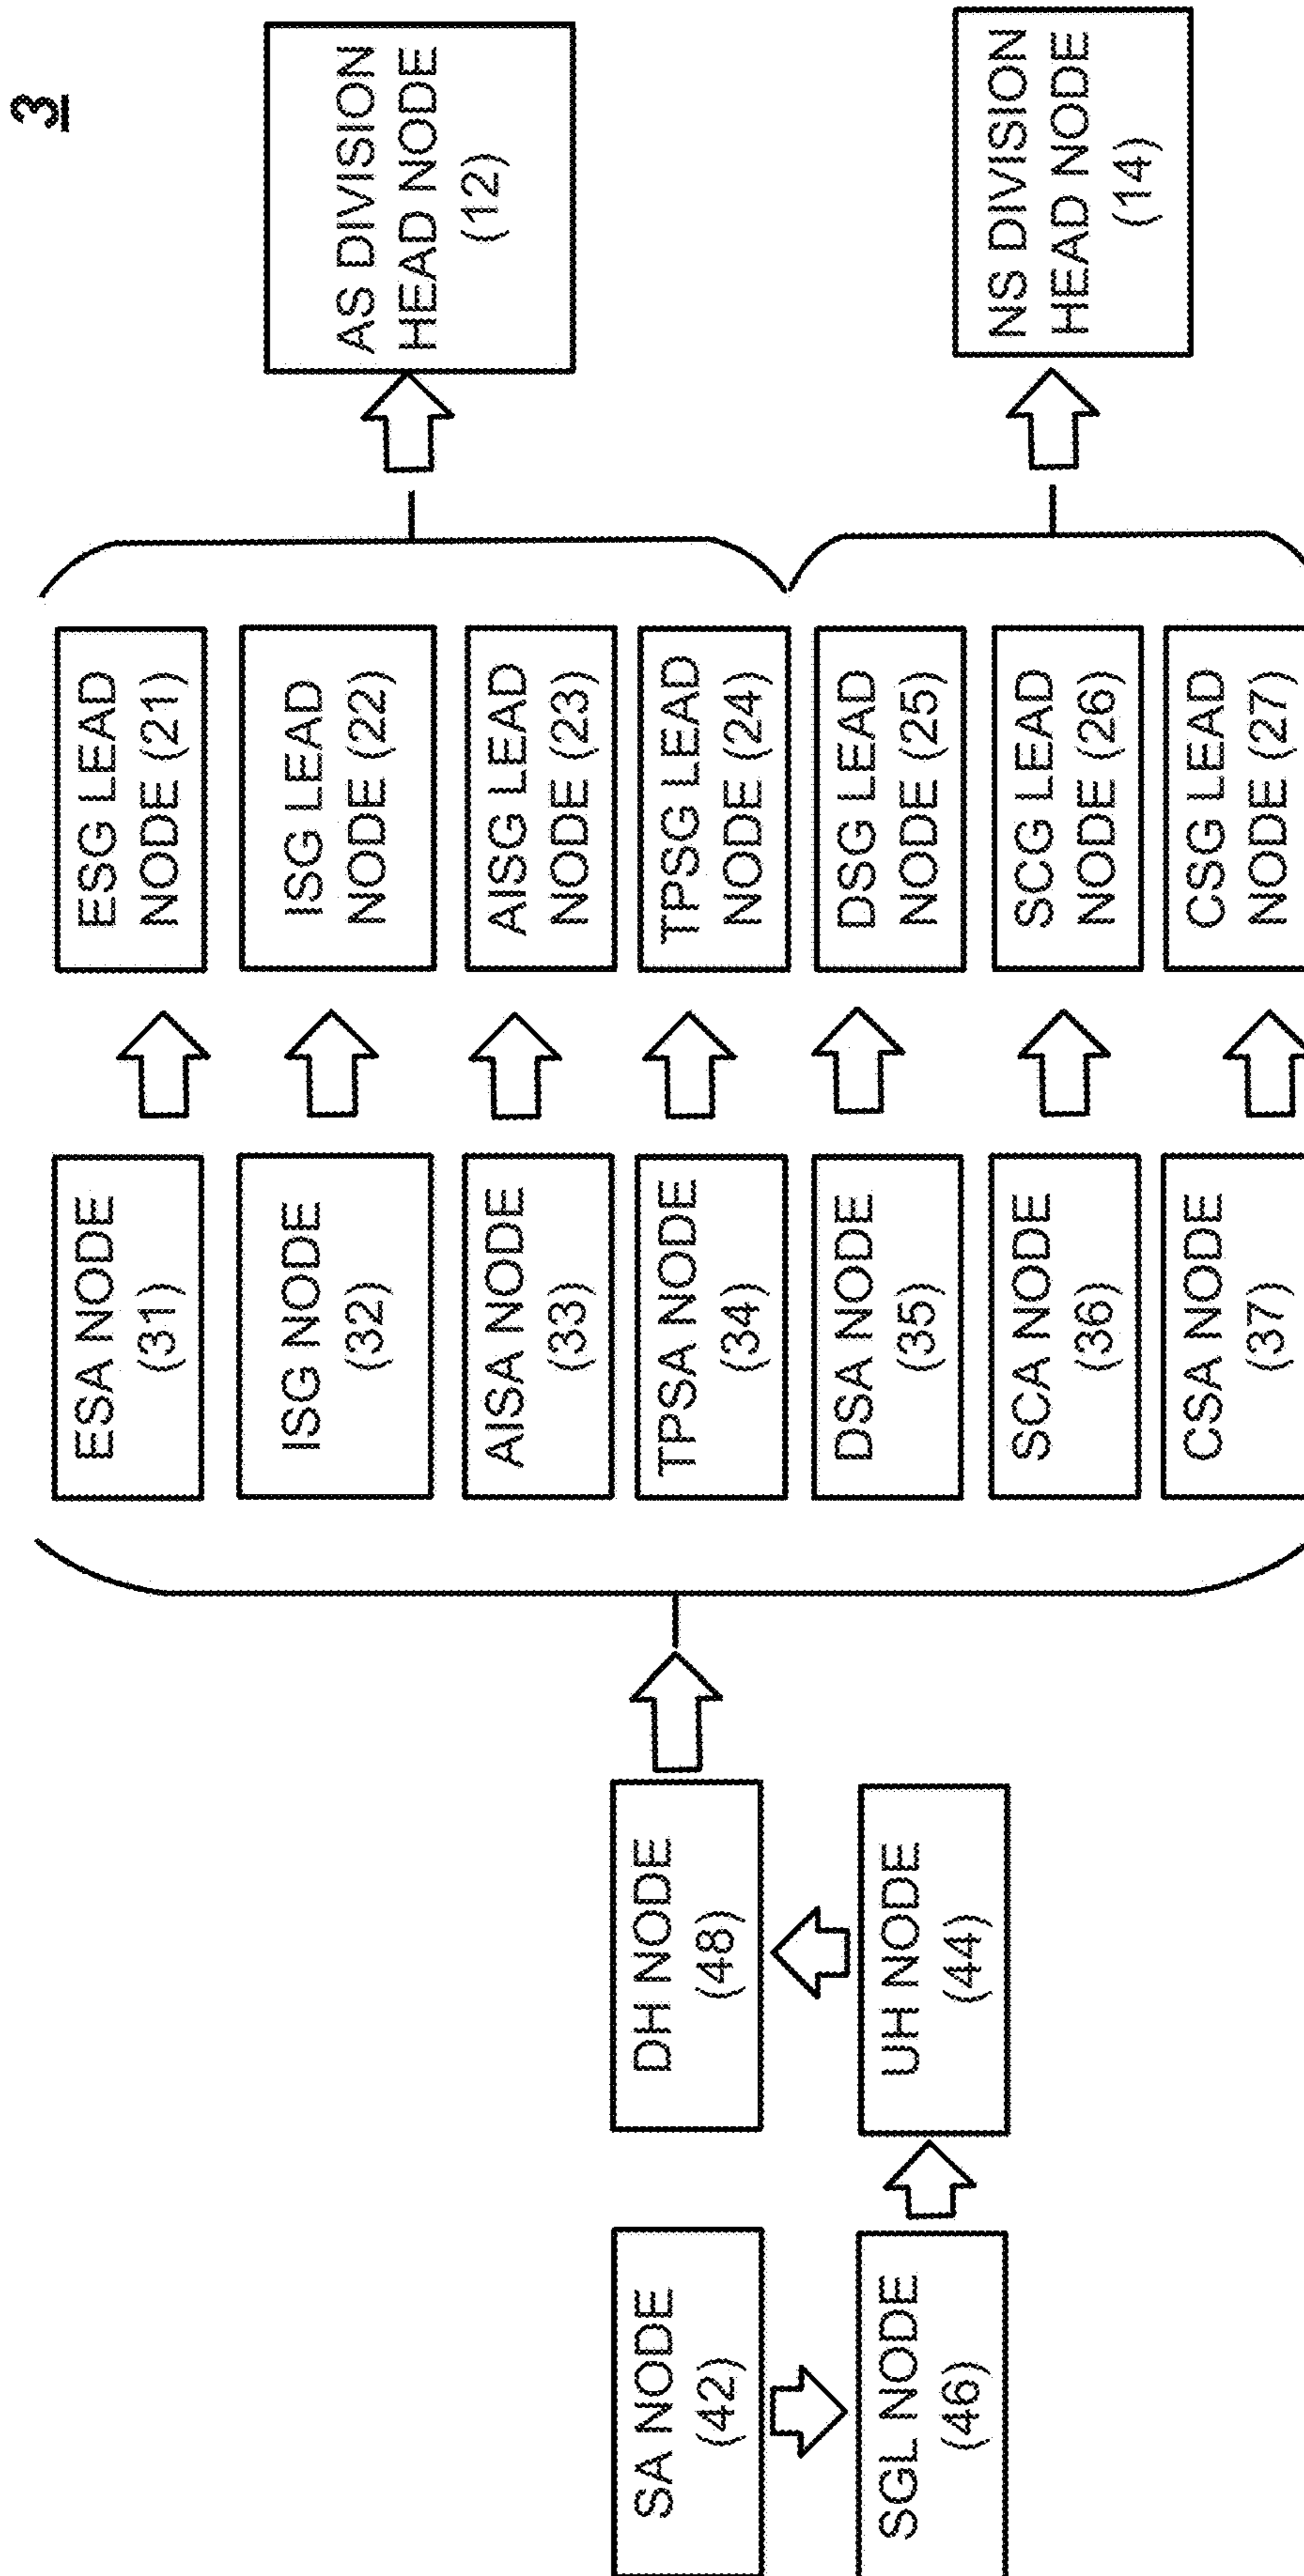 3
SA NODE
(42)
SGL NODE
(46)
DH NODE
(48)
UH NODE
(44)
ESA NODE
(31)
ISG NODE
(32)
AISA NODE
(33)
TPSA NODE
(34)
DSA NODE
(35)
SCA NODE
(36)
CSA NODE
(37)
ESG LEAD
NODE (21)
ISG LEAD
NODE (22)
AISG LEAD
NODE (23)
TPSG LEAD
NODE (24)
DSG LEAD
NODE (25)
SCG LEAD
NODE (26)
CSG LEAD
NODE (27)
AS DIVISION
HEAD NODE
(12)
NS DIVISION
HEAD NODE
(14)